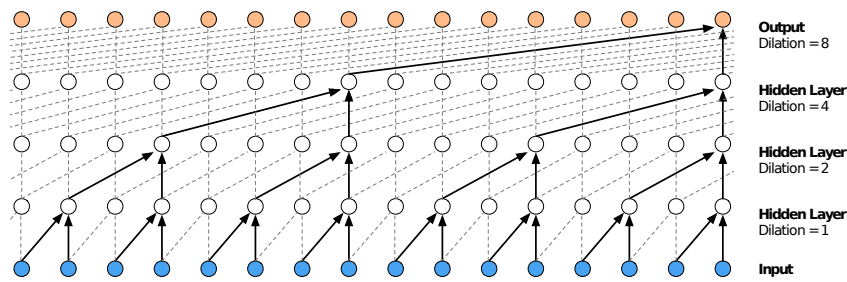 Output
Dilation = 8
Hidden Layer
Dilation = 4
Hidden Layer
Dilation = 2
Hidden Layer
Dilation = 1
Input